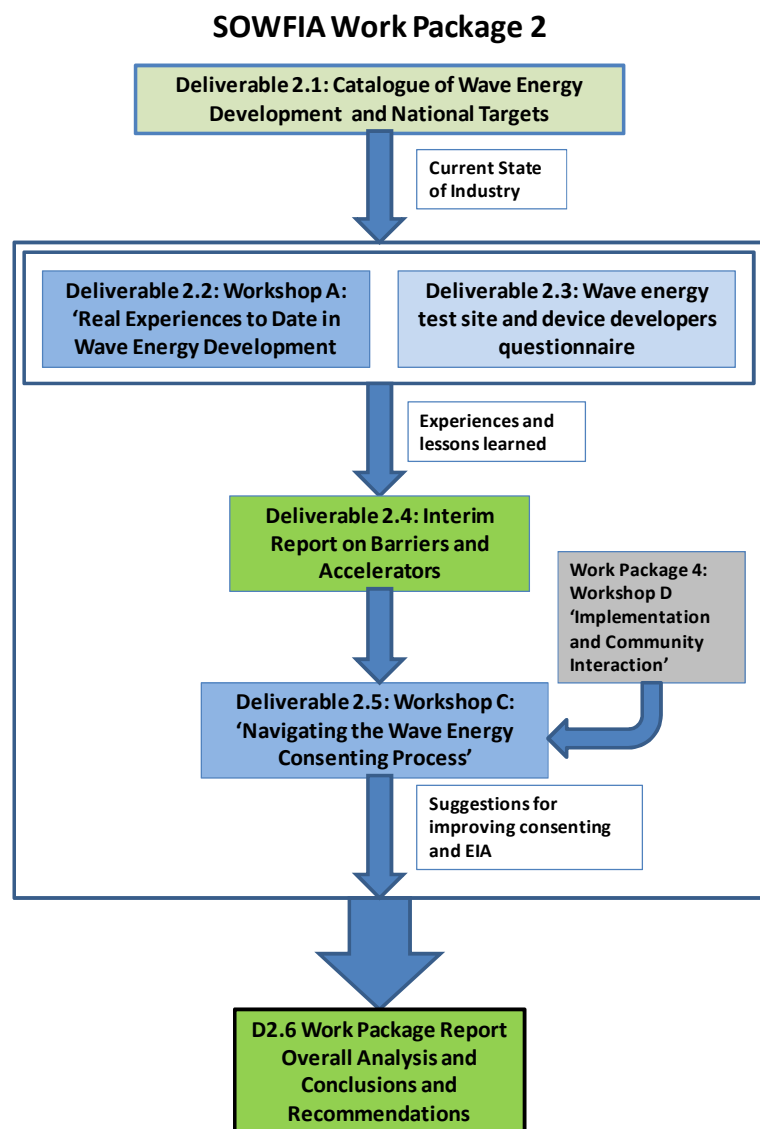 SOWFIA Work Package 2
Deliverable 2.1: Catalogue of Wave Energy
Development and National Targets
Current State
of Industry
Deliverable 2.2: Workshop A:
‘Real Experiences to Date in
Wave Energy Development
Deliverable 2.3: Wave energy
test site and device developers
questionnaire
Experiences and
lessons learned
Deliverable 2.4: Interim
Report on Barriers and
Accelerators
Work Package 4:
Workshop D
‘Implementation
and Community
Interaction’
Deliverable 2.5: Workshop C:
‘Navigating the Wave Energy
Consenting Process’
Suggestions for
improving consenting
and EIA
D2.6 Work Package Report
Overall Analysis and
Conclusions and
Recommendations